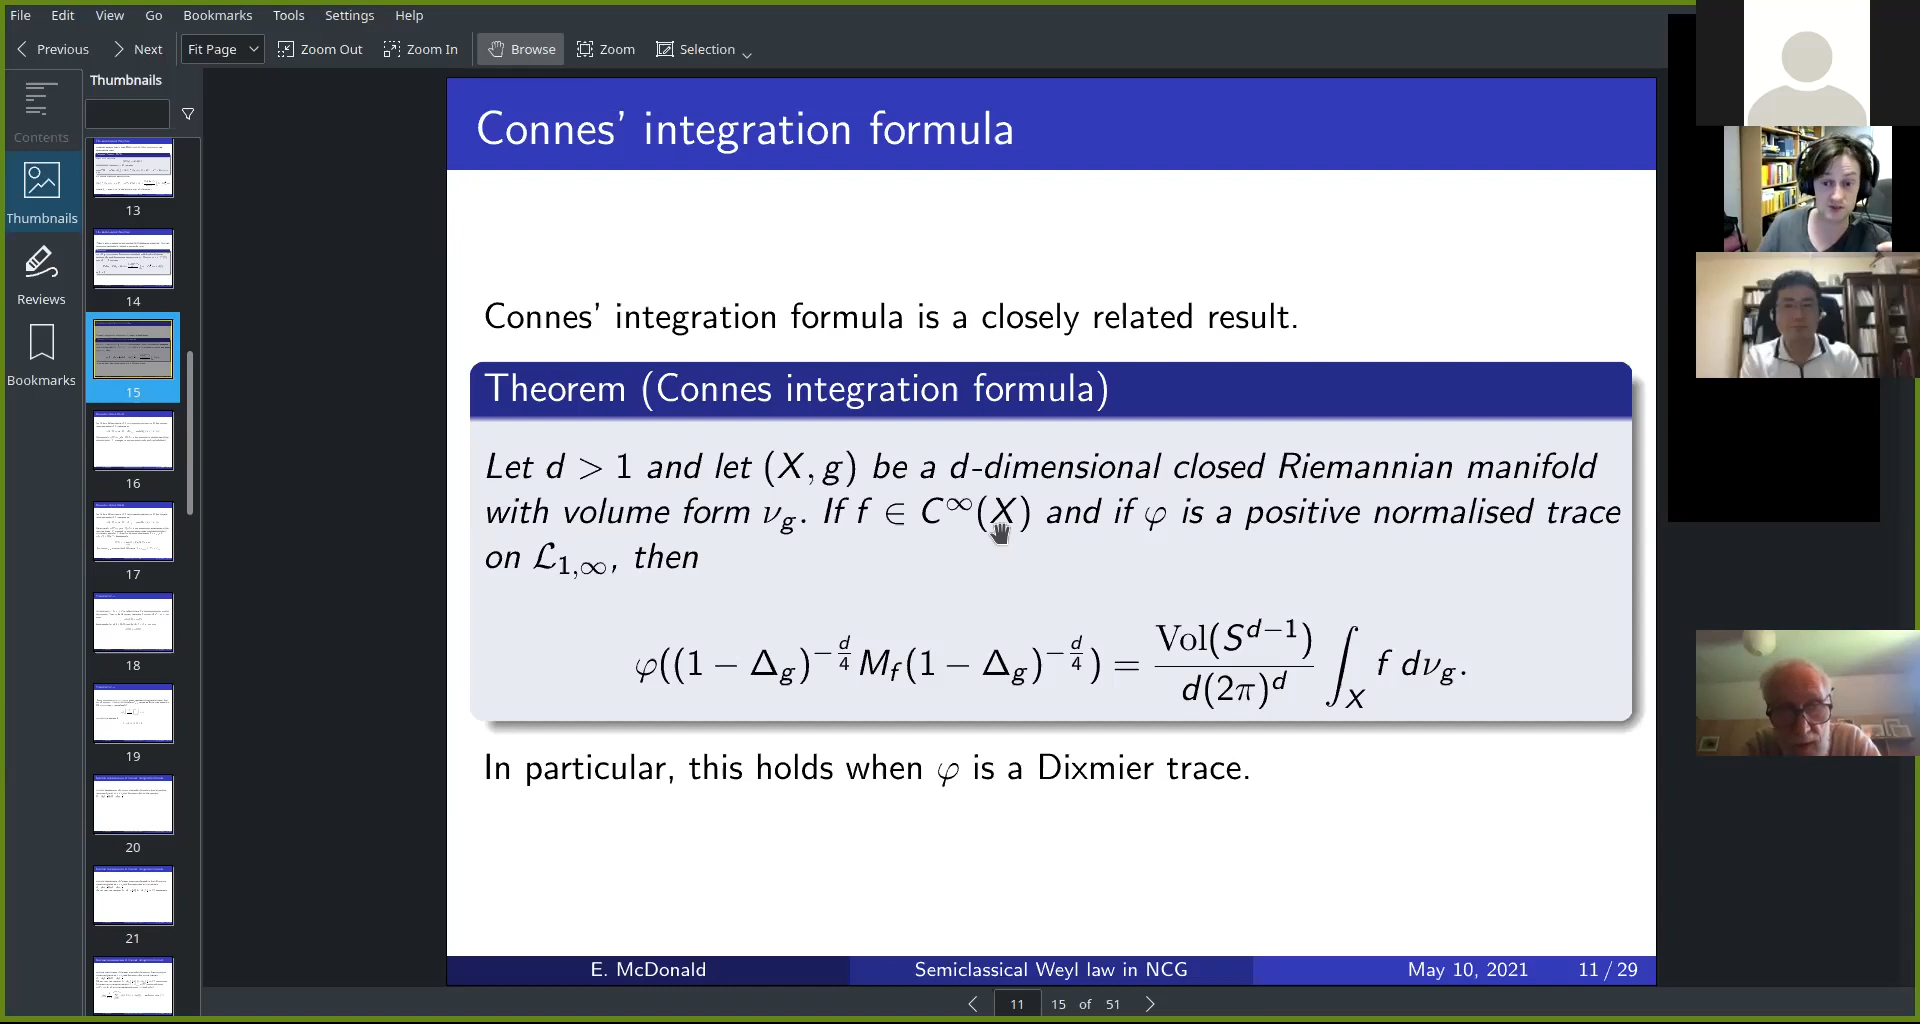 File Edit View Go Bookmarks Tools Settings Help
Previous Next Fit Page Zoom Out Zoom In Browse Zoom Selection
Thumbnails
Contents
Thumbnails
Reviews
Bookmarks
13
14
15
16
17
18
19
20
21
Connes' integration formula
Connes' integration formula is a closely related result.
Theorem (Connes integration formula)
Let d > 1 and let (X, g) be a d-dimensional closed Riemannian manifold
with volume form ν_g. If f ∈ C^∞(X) and if φ is a positive normalised trace
on ℒ_{1,∞}, then
φ((1 − Δ_g)^{−d/4} M_f (1 − Δ_g)^{−d/4}) = Vol(S^{d−1}) / d(2π)^d ∫_X f dν_g.
In particular, this holds when φ is a Dixmier trace.
E. McDonald Semiclassical Weyl law in NCG May 10, 2021 11 / 29
11 15 of 51